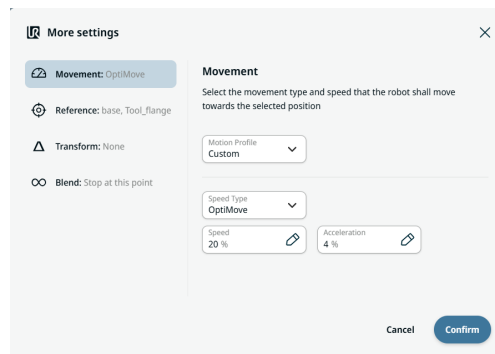 UR
More settings
Movement: OptiMove
Reference: base, Tool_flange
Transform: None
Blend: Stop at this point
Movement
Select the movement type and speed that the robot shall move
towards the selected position
Motion Profile
Custom
Speed Type
OptiMove
Speed
20 %
Acceleration
4 %
Cancel
Confirm